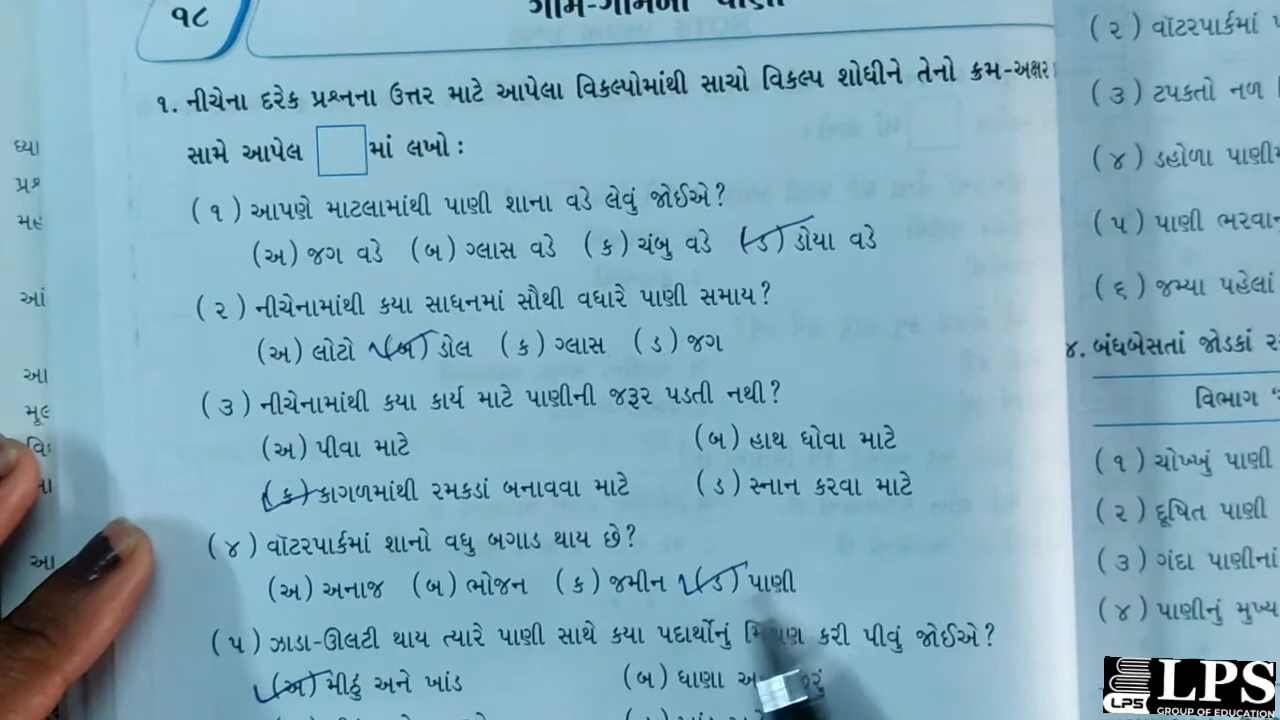 ૧૮
ગામ-ગામનાં પાણી
૧. નીચેના દરેક પ્રશ્નના ઉત્તર માટે આપેલા વિકલ્પોમાંથી સાચો વિકલ્પ શોધીને તેનો ક્રમ-અક્ષર
સામે આપેલ માં લખો :
(૧) આપણે માટલામાંથી પાણી શાના વડે લેવું જોઈએ?
(અ) જગ વડે (બ) ગ્લાસ વડે (ક) ચંબુ વડે (ડ) ડોયા વડે
(૨) નીચેનામાંથી કયા સાધનમાં સૌથી વધારે પાણી સમાય?
(અ) લોટો (બ) ડોલ (ક) ગ્લાસ (ડ) જગ
(૩) નીચેનામાંથી કયા કાર્ય માટે પાણીની જરૂર પડતી નથી?
(અ) પીવા માટે (બ) હાથ ધોવા માટે
(ક) કાગળમાંથી રમકડાં બનાવવા માટે (ડ) સ્નાન કરવા માટે
(૪) વૉટરપાર્કમાં શાનો વધુ બગાડ થાય છે?
(અ) અનાજ (બ) ભોજન (ક) જમીન (ડ) પાણી
(૫) ઝાડા-ઊલટી થાય ત્યારે પાણી સાથે કયા પદાર્થોનું મિશ્રણ કરી પીવું જોઈએ?
(અ) મીઠું અને ખાંડ (બ) ધાણા
(૨) વૉટરપાર્કમાં
(૩) ટપકતો નળ
(૪) ડહોળા
(૫) પાણી
(૬) જમ્યા પહેલાં
૪. બંધબેસતાં જોડકાં
વિભાગ
(૧) ચોખ્ખું પાણી
(૨) દૂષિત પાણી
(૩) ગંદા પાણીનાં
(૪) પાણીનું મુખ્ય
LPS
LPS
GROUP OF EDUCATION